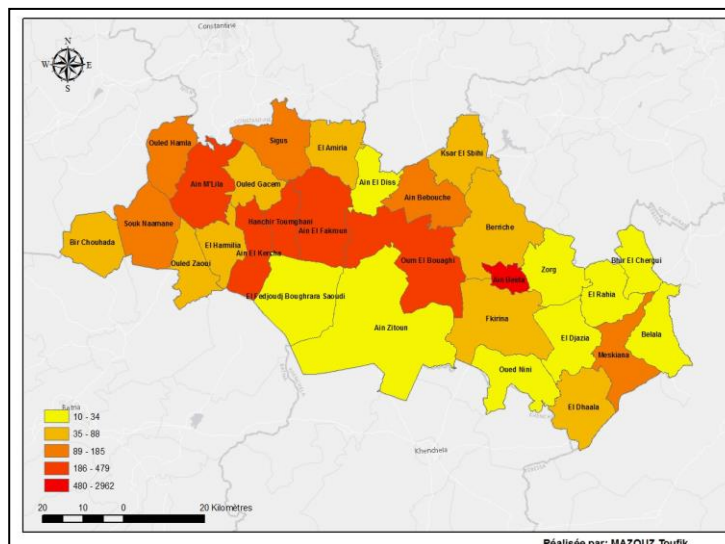 Constantine
N
W E
S
Ouled Hamla
Sigus
El Amiria
Ksar El Sbihi
Ain M'Lila
Ouled Gacem
Ain El Diss
Ain Bebouche
Souk Naamane
Hanchir Toumghani
Ain El Fakroun
Berriche
Bir Chouhada
El Harmilia
Ain El Kercha
Oum El Bouaghi
Zorg
Bhir El Chergui
Ouled Zaoui
El Rahia
El Fedjoudj Boughrara Saoudi
Fkirina
Ain Zitoun
El Djazia
Belala
Meskiana
Oued Nini
El Dhaala
Batna
Khenchela
10 - 34
35 - 88
89 - 185
186 - 479
480 - 2962
20 10 0 20 Kilomètres
Réalisée par: MAZOUZ Toufik